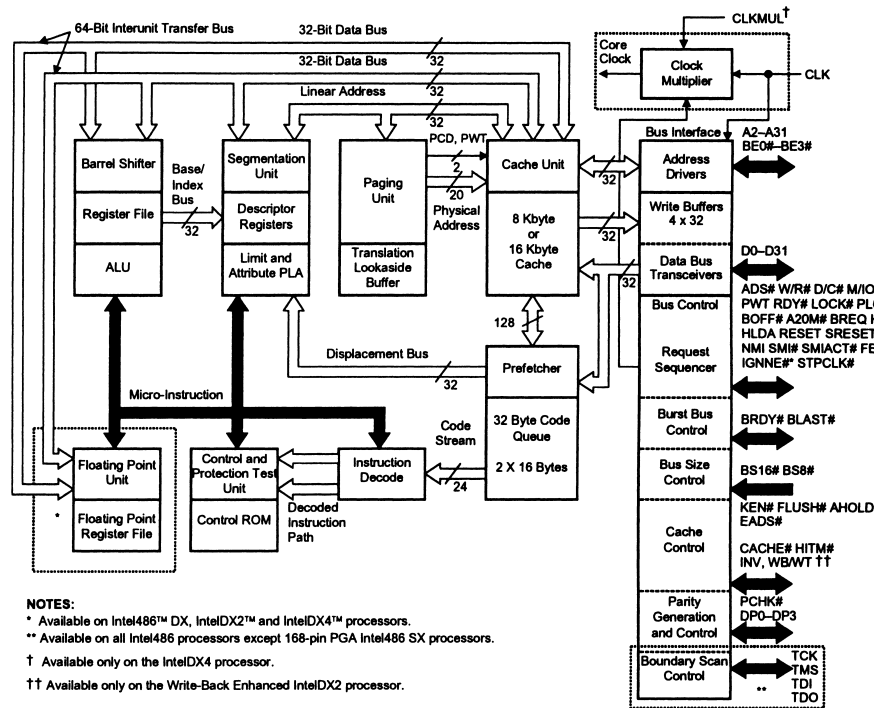 64-Bit Interunit Transfer Bus
32-Bit Data Bus
32
32-Bit Data Bus
32
Linear Address
32
CLKMUL†
Core
Clock
Clock
Multiplier
CLK
PCD, PWT
2
20
Physical
Address
Bus Interface
A2–A31
BE0#–BE3#
Barrel Shifter
Register File
ALU
Base/
Index
Bus
32
Segmentation
Unit
Descriptor
Registers
Limit and
Attribute PLA
Paging
Unit
Translation
Lookaside
Buffer
Cache Unit
8 Kbyte
or
16 Kbyte
Cache
32
32
32
Address
Drivers
Write Buffers
4 x 32
Data Bus
Transceivers
D0–D31
Bus Control
Request
Sequencer
ADS# W/R# D/C# M/IO
PWT RDY# LOCK# PL
BOFF# A20M# BREQ H
HLDA RESET SRESET
NMI SMI# SMIACT# FE
IGNNE#* STPCLK#
128
Displacement Bus
32
Prefetcher
32 Byte Code
Queue
2 X 16 Bytes
Micro-Instruction
Code
Stream
24
Burst Bus
Control
BRDY# BLAST#
Bus Size
Control
BS16# BS8#
Floating Point
Unit
Floating Point
Register File
*
Control and
Protection Test
Unit
Control ROM
Instruction
Decode
Decoded
Instruction
Path
Cache
Control
KEN# FLUSH# AHOLD
EADS#
CACHE# HITM#
INV, WB/WT ††
Parity
Generation
and Control
PCHK#
DP0–DP3
Boundary Scan
Control
**
TCK
TMS
TDI
TDO
NOTES:
* Available on Intel486™ DX, IntelDX2™ and IntelDX4™ processors.
** Available on all Intel486 processors except 168-pin PGA Intel486 SX processors.
† Available only on the IntelDX4 processor.
†† Available only on the Write-Back Enhanced IntelDX2 processor.